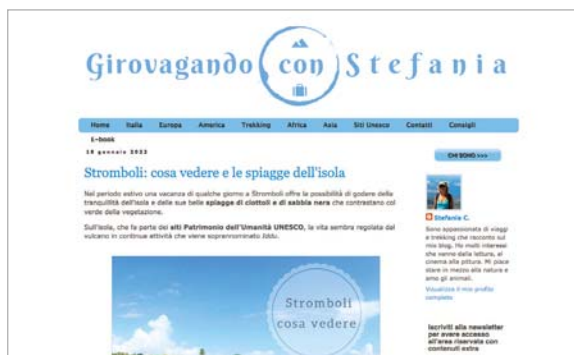 Girovagando con Stefania
Home Italia Europa America Trekking Africa Asia Siti Unesco Contatti Consigli
E-book
18 gennaio 2022
Stromboli: cosa vedere e le spiagge dell'isola
Nel periodo estivo una vacanza di qualche giorno a Stromboli offre la possibilità di godere della
tranquillità dell'isola e delle sue belle spiagge di ciottoli e di sabbia nera che contrastano col
verde della vegetazione.
Sull'isola, che fa parte dei siti Patrimonio dell'Umanità UNESCO, la vita sembra regolata dal
vulcano in continua attività che viene soprannominato Iddu.
Stromboli
cosa vedere
CHI SONO >>>
Stefania C.
Sono appassionata di viaggi
e trekking che racconto sul
mio blog. Ho molti interessi
che vanno dalla lettura, al
cinema alla pittura. Mi piace
stare in mezzo alla natura e
amo gli animali.
Visualizza il mio profilo
completo
Iscriviti alla newsletter
per avere accesso
all'area riservata con
contenuti extra